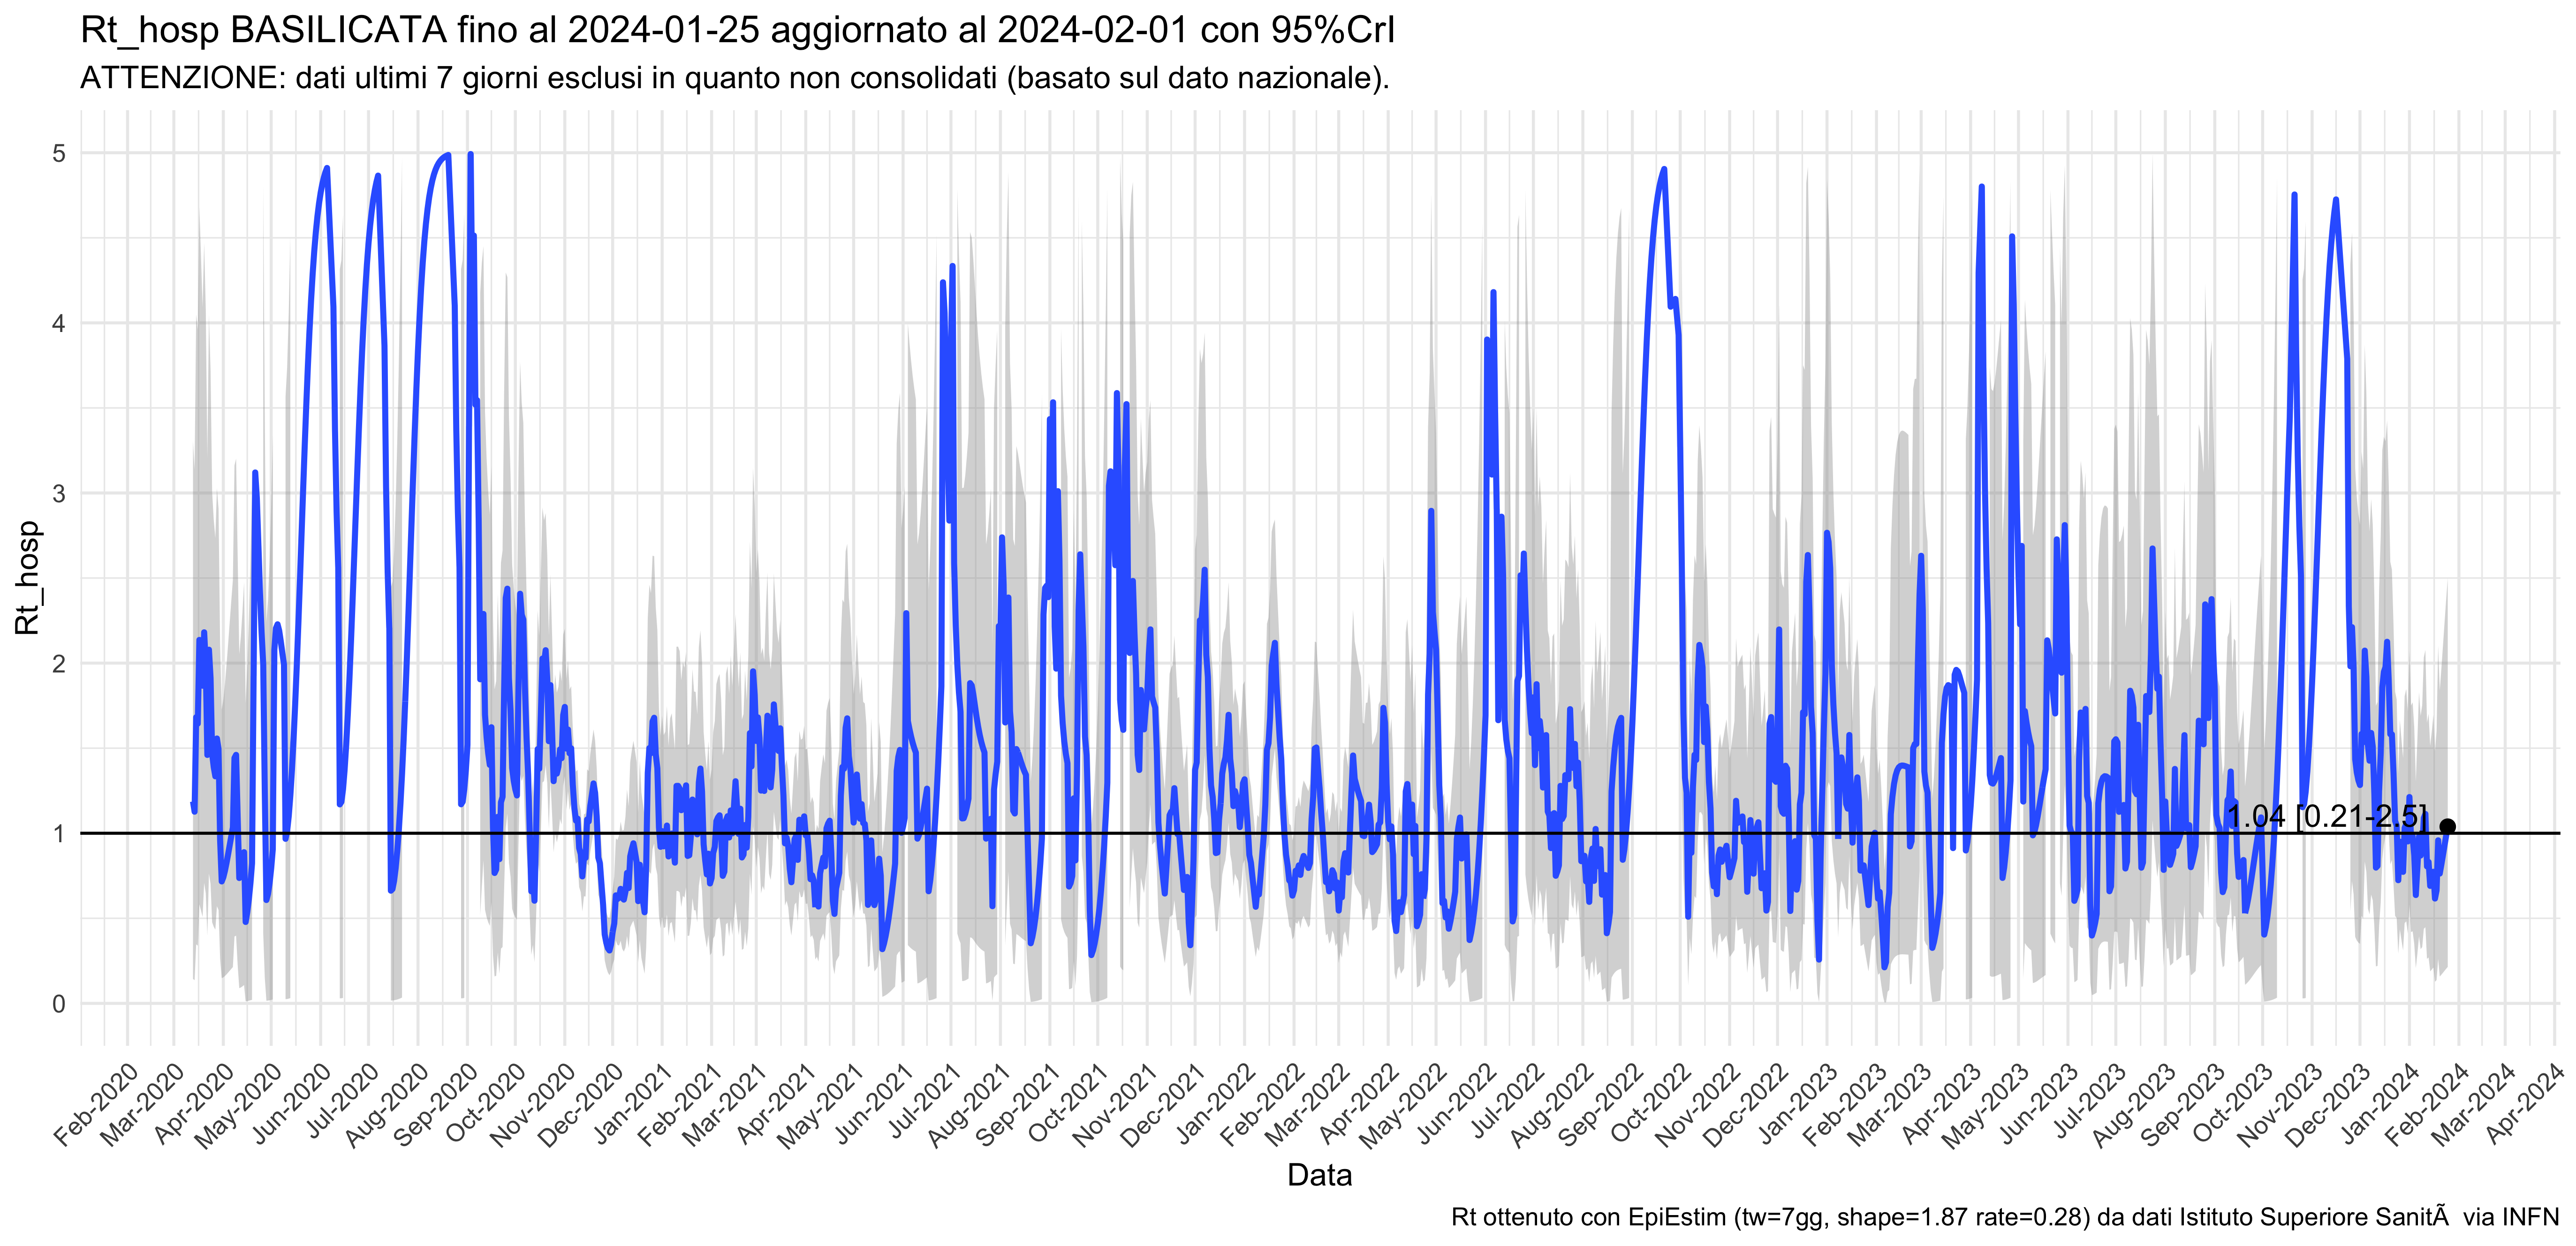 Rt_hosp BASILICATA fino al 2024-01-25 aggiornato al 2024-02-01 con 95%CrI
ATTENZIONE: dati ultimi 7 giorni esclusi in quanto non consolidati (basato sul dato nazionale).
5
4
3
2
1
0
Rt_hosp
1.04 [0.21-2.5]
Feb-2020
Mar-2020
Apr-2020
May-2020
Jun-2020
Jul-2020
Aug-2020
Sep-2020
Oct-2020
Nov-2020
Dec-2020
Jan-2021
Feb-2021
Mar-2021
Apr-2021
May-2021
Jun-2021
Jul-2021
Aug-2021
Sep-2021
Oct-2021
Nov-2021
Dec-2021
Jan-2022
Feb-2022
Mar-2022
Apr-2022
May-2022
Jun-2022
Jul-2022
Aug-2022
Sep-2022
Oct-2022
Nov-2022
Dec-2022
Jan-2023
Feb-2023
Mar-2023
Apr-2023
May-2023
Jun-2023
Jul-2023
Aug-2023
Sep-2023
Oct-2023
Nov-2023
Dec-2023
Jan-2024
Feb-2024
Mar-2024
Apr-2024
Data
Rt ottenuto con EpiEstim (tw=7gg, shape=1.87 rate=0.28) da dati Istituto Superiore SanitÃ  via INFN